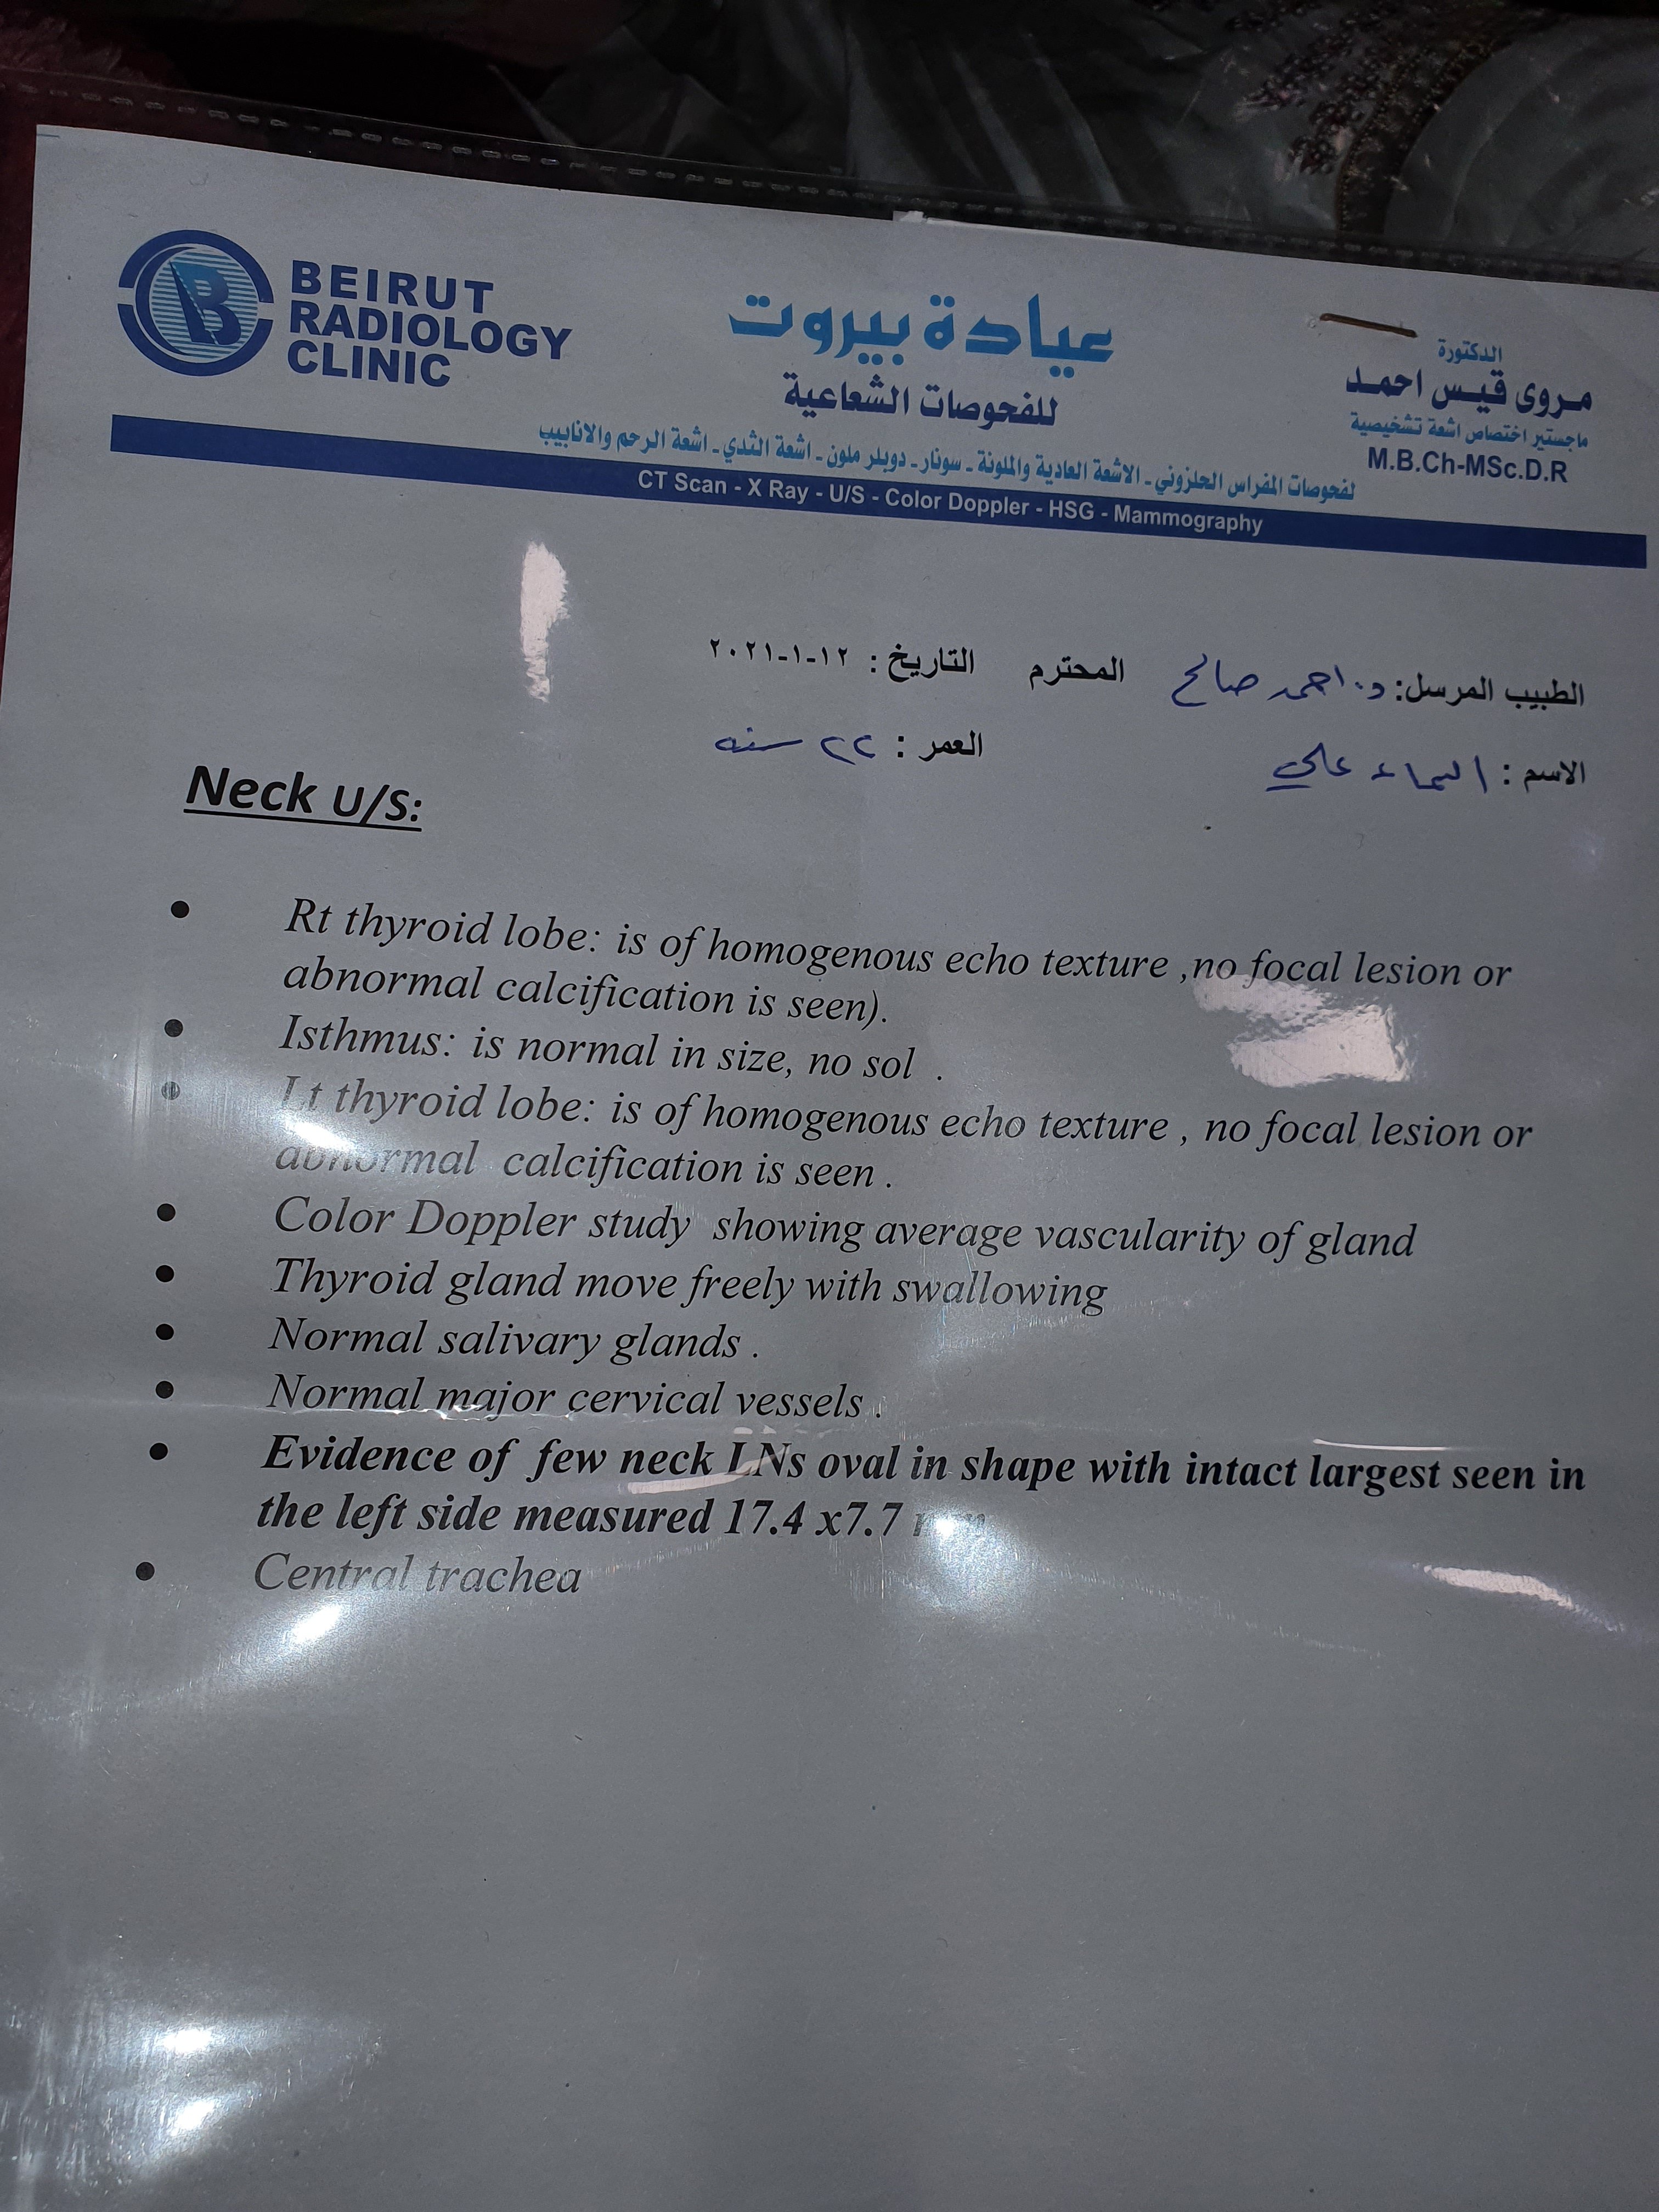 BEIRUT
RADIOLOGY
CLINIC
عيادة بيروت
للفحوصات الشعاعية
الدكتورة
مروى قيس احمد
ماجستير اختصاص اشعة تشخيصية
M.B.Ch-MSc.D.R
لفحوصات المفراس الحلزوني - الاشعة العادية والملونة - سونار - دوبلر ملون - اشعة الثدي - اشعة الرحم والانابيب
CT Scan - X Ray - U/S - Color Doppler - HSG - Mammography
الطبيب المرسل: د. احمد صالح المحترم التاريخ : ١٢-١-٢٠٢١
الاسم : علي العمر : ٢٢ سنه
Neck U/S:
• Rt thyroid lobe: is of homogenous echo texture ,no focal lesion or
abnormal calcification is seen).
• Isthmus: is normal in size, no sol .
• Lt thyroid lobe: is of homogenous echo texture , no focal lesion or
abnormal calcification is seen .
• Color Doppler study showing average vascularity of gland
• Thyroid gland move freely with swallowing
• Normal salivary glands .
• Normal major cervical vessels .
• Evidence of few neck LNs oval in shape with intact largest seen in
the left side measured 17.4 x7.7
• Central trachea